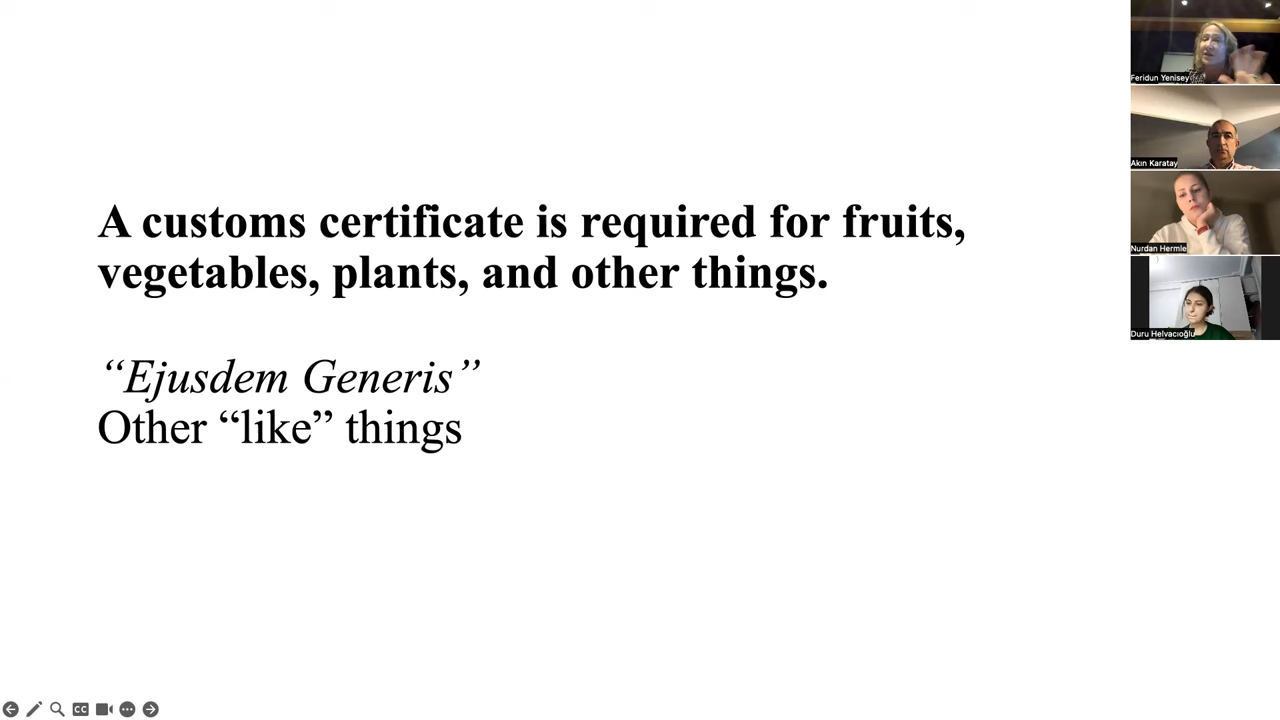 A customs certificate is required for fruits,
vegetables, plants, and other things.
“Ejusdem Generis”
Other “like” things
Feridun Yenisey
Akın Karatay
Nurdan Hermle
Duru Helvacıoğlu
CC